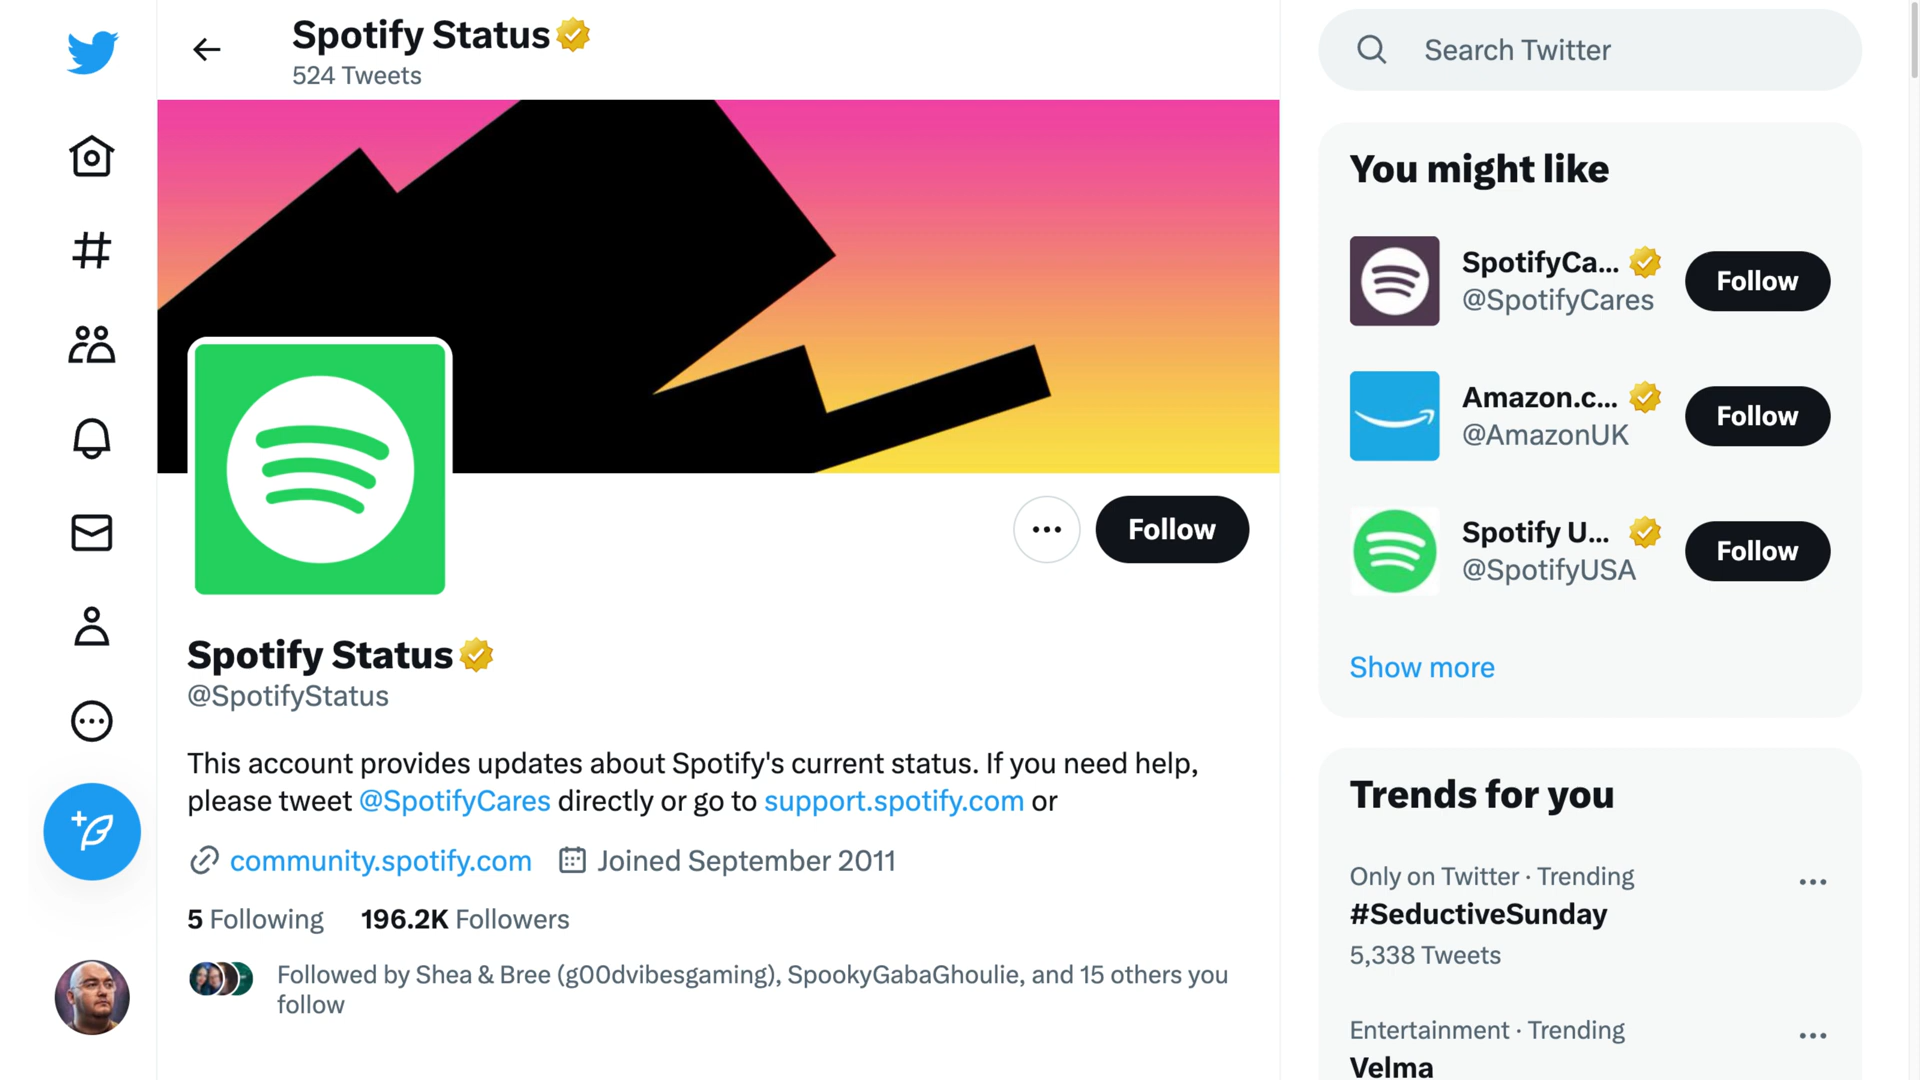 Spotify Status
524 Tweets
Follow
Spotify Status
@SpotifyStatus
This account provides updates about Spotify's current status. If you need help,
please tweet @SpotifyCares directly or go to support.spotify.com or
community.spotify.com Joined September 2011
5 Following 196.2K Followers
Followed by Shea & Bree (g00dvibesgaming), SpookyGabaGhoulie, and 15 others you
follow
Search Twitter
You might like
SpotifyCa...
@SpotifyCares
Follow
Amazon.c...
@AmazonUK
Follow
Spotify U...
@SpotifyUSA
Follow
Show more
Trends for you
Only on Twitter · Trending
#SeductiveSunday
5,338 Tweets
Entertainment · Trending
Velma